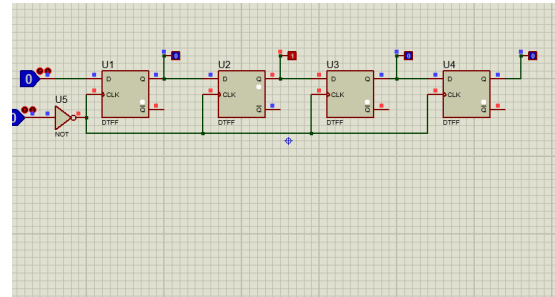 U1 U2 U3 U4
0 1 0 0
0 D Q D Q D Q D Q
U5 CLK CLK CLK CLK
0 Q Q Q Q
NOT DTFF DTFF DTFF DTFF